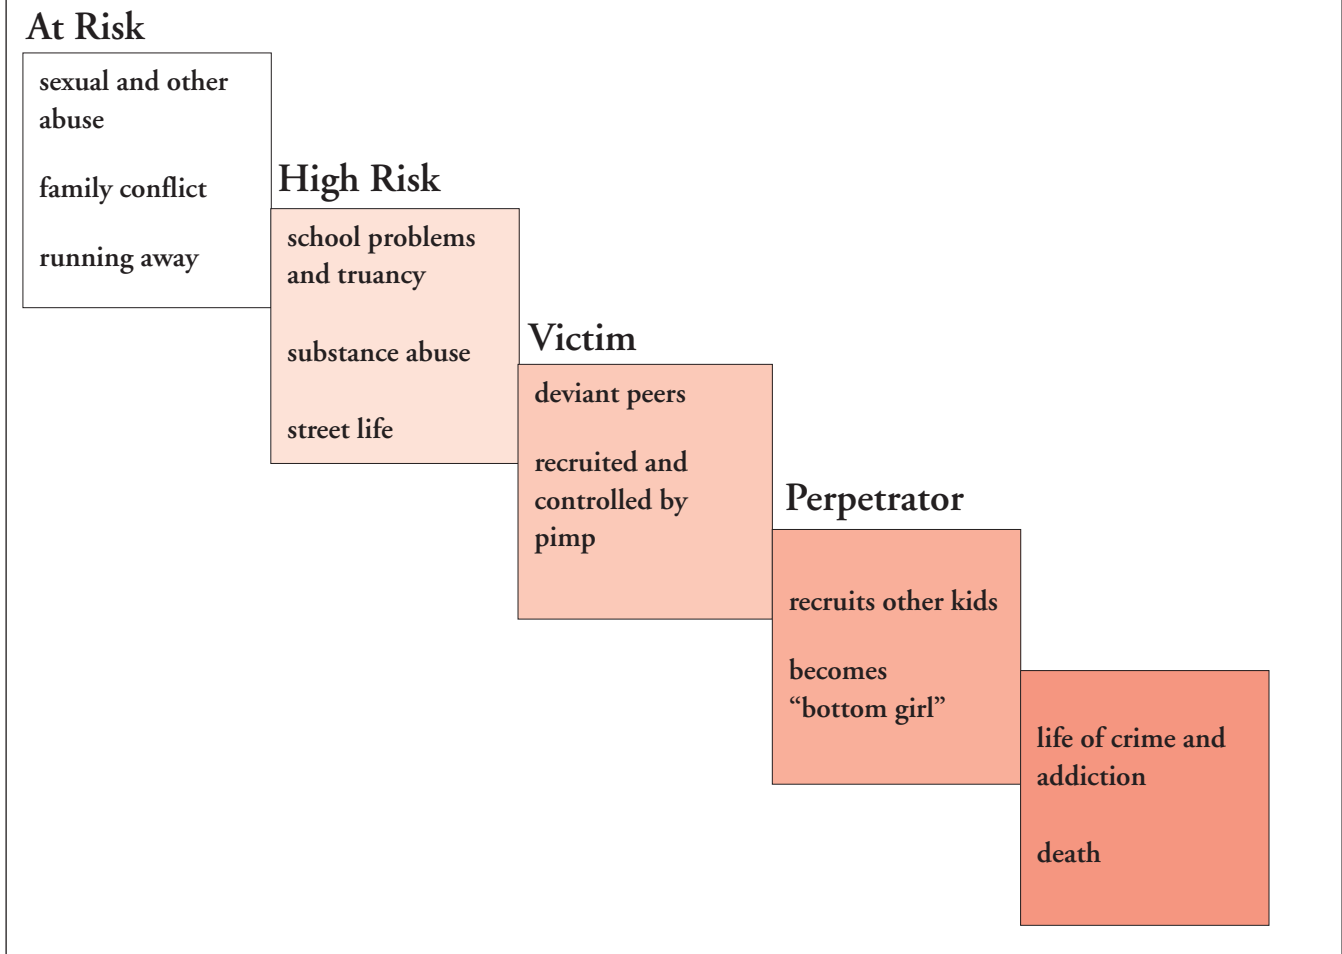 At Risk
sexual and other
abuse
family conflict
running away
High Risk
school problems
and truancy
substance abuse
street life
Victim
deviant peers
recruited and
controlled by
pimp
Perpetrator
recruits other kids
becomes
“bottom girl”
life of crime and
addiction
death